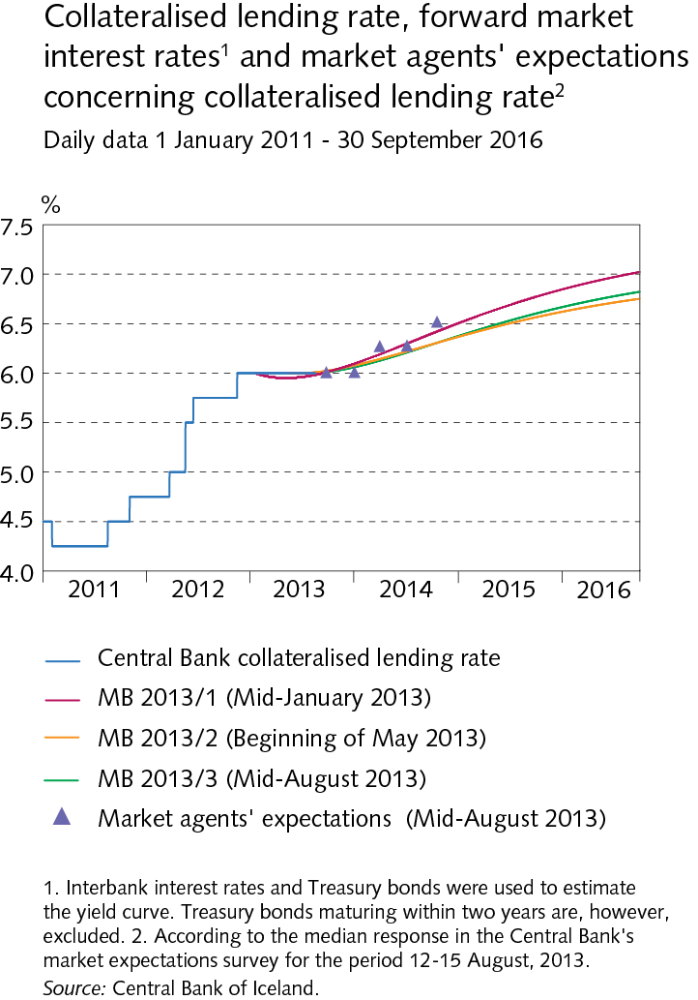 Collateralised lending rate, forward market
interest rates¹ and market agents' expectations
concerning collateralised lending rate²
Daily data 1 January 2011 - 30 September 2016
%
7.5
7.0
6.5
6.0
5.5
5.0
4.5
4.0
2011 2012 2013 2014 2015 2016
Central Bank collateralised lending rate
MB 2013/1 (Mid-January 2013)
MB 2013/2 (Beginning of May 2013)
MB 2013/3 (Mid-August 2013)
Market agents' expectations (Mid-August 2013)
1. Interbank interest rates and Treasury bonds were used to estimate
the yield curve. Treasury bonds maturing within two years are, however,
excluded. 2. According to the median response in the Central Bank's
market expectations survey for the period 12-15 August, 2013.
Source: Central Bank of Iceland.